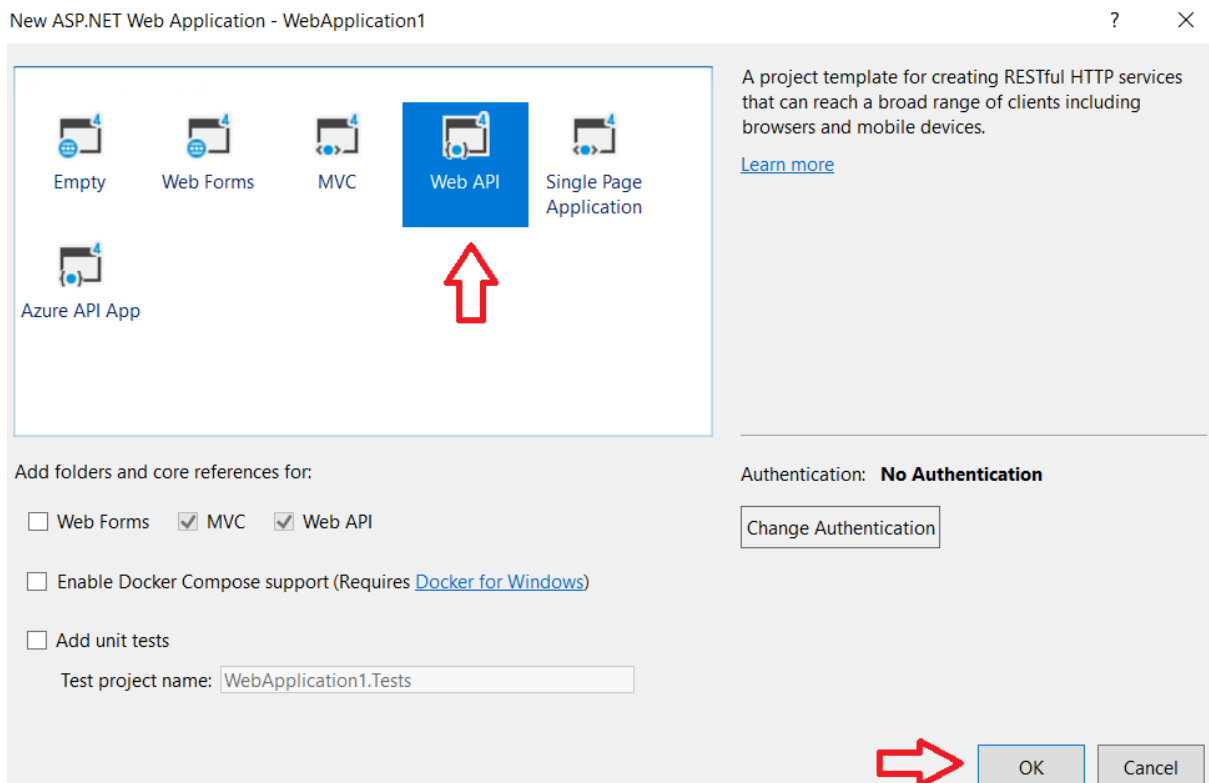 New ASP.NET Web Application - WebApplication1
?
4
Empty
4
Web Forms
4
MVC
4
Web API
4
Single Page
Application
4
Azure API App
A project template for creating RESTful HTTP services
that can reach a broad range of clients including
browsers and mobile devices.
Learn more
Add folders and core references for:
Web Forms
MVC
Web API
Enable Docker Compose support (Requires Docker for Windows)
Add unit tests
Test project name: WebApplication1.Tests
Authentication: No Authentication
Change Authentication
OK
Cancel